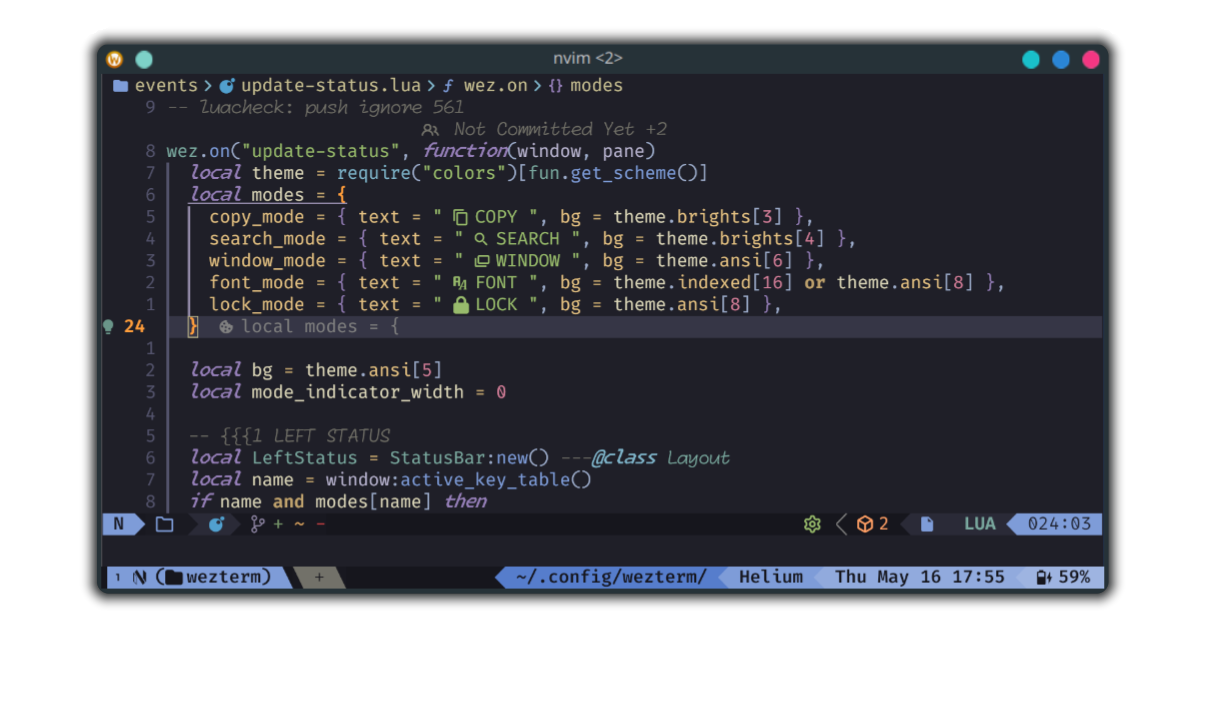 nvim <2>
events > update-status.lua > ƒ wez.on > {} modes
9 -- luacheck: push ignore 561
Not Committed Yet +2
8 wez.on("update-status", function(window, pane)
7 local theme = require("colors")[fun.get_scheme()]
6 local modes = {
5 copy_mode = { text = " COPY ", bg = theme.brights[3] },
4 search_mode = { text = " SEARCH ", bg = theme.brights[4] },
3 window_mode = { text = " WINDOW ", bg = theme.ansi[6] },
2 font_mode = { text = " FONT ", bg = theme.indexed[16] or theme.ansi[8] },
1 lock_mode = { text = " LOCK ", bg = theme.ansi[8] },
24 } local modes = {
1
2 local bg = theme.ansi[5]
3 local mode_indicator_width = 0
4
5 -- {{{1 LEFT STATUS
6 local LeftStatus = StatusBar:new() ---@class Layout
7 local name = window:active_key_table()
8 if name and modes[name] then
N + ~ - 2 LUA 024:03
1 N (wezterm) + ~/.config/wezterm/ Helium Thu May 16 17:55 59%